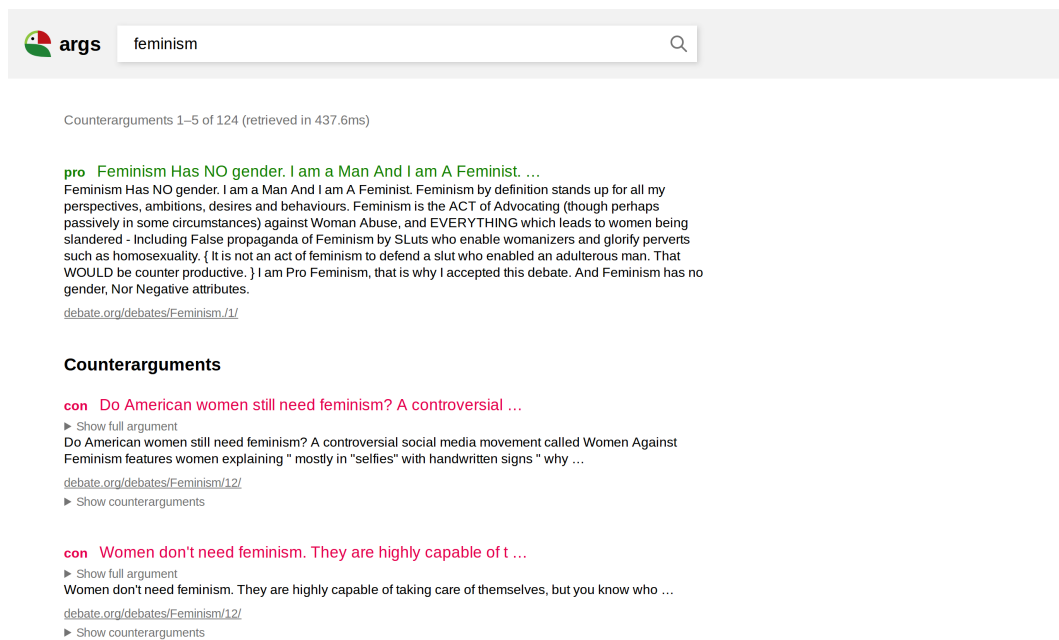 args
feminism
Counterarguments 1–5 of 124 (retrieved in 437.6ms)
pro Feminism Has NO gender. I am a Man And I am A Feminist. …
Feminism Has NO gender. I am a Man And I am A Feminist. Feminism by definition stands up for all my
perspectives, ambitions, desires and behaviours. Feminism is the ACT of Advocating (though perhaps
passively in some circumstances) against Woman Abuse, and EVERYTHING which leads to women being
slandered - Including False propaganda of Feminism by SLuts who enable womanizers and glorify perverts
such as homosexuality. { It is not an act of feminism to defend a slut who enabled an adulterous man. That
WOULD be counter productive. } I am Pro Feminism, that is why I accepted this debate. And Feminism has no
gender, Nor Negative attributes.
debate.org/debates/Feminism./1/
Counterarguments
con Do American women still need feminism? A controversial …
▶ Show full argument
Do American women still need feminism? A controversial social media movement called Women Against
Feminism features women explaining " mostly in "selfies" with handwritten signs " why …
debate.org/debates/Feminism/12/
▶ Show counterarguments
con Women don't need feminism. They are highly capable of t …
▶ Show full argument
Women don't need feminism. They are highly capable of taking care of themselves, but you know who …
debate.org/debates/Feminism/12/
▶ Show counterarguments